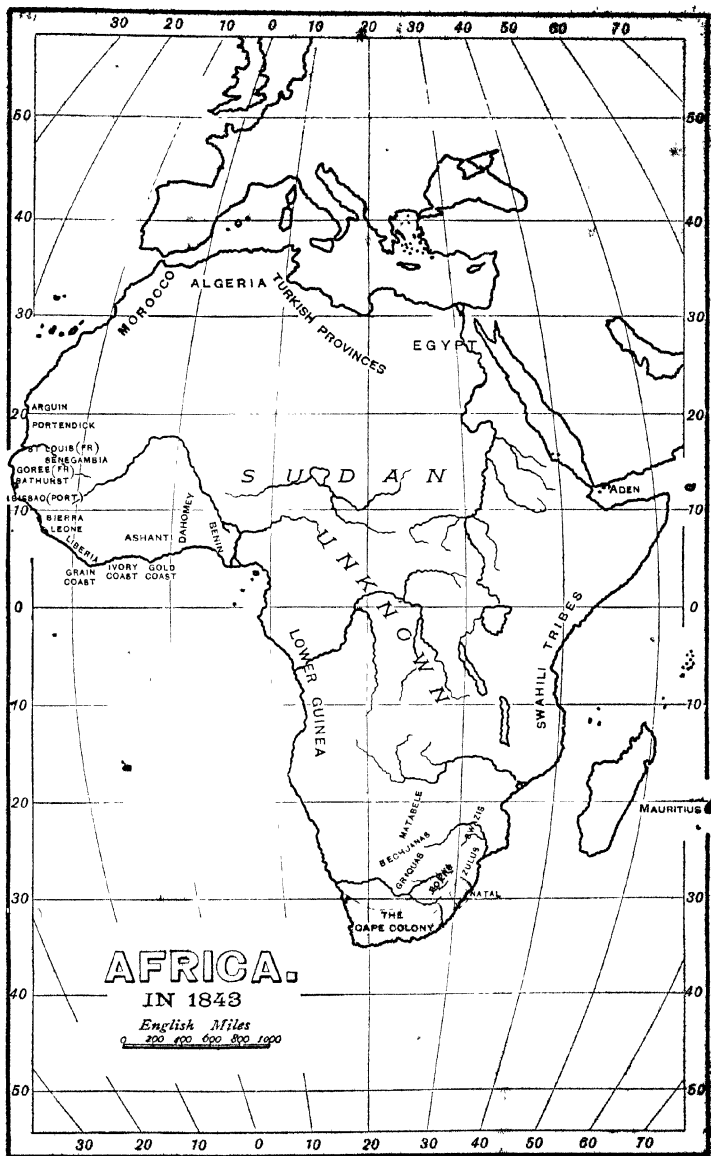 30 20 10 0 10 20 30 40 50 60 70
50 50
40 40
ALGERIA
MOROCCO
TURKISH PROVINCES
30 30
EGYPT
20 20
ARGUIN
PORTENDICK
ST LOUIS (FR)
SENEGAMBIA
GOREE (FR)
BATHURST
SUDAN
ADEN
BISSAO (PORT)
10 10
SIERRA
LEONE
LIBERIA
ASHANTI
DAHOMEY
BENIN
GRAIN
COAST
IVORY
COAST
GOLD
COAST
UNKNOWN
0 0
LOWER GUINEA
SWAHILI TRIBES
10 10
20 20
MAURITIUS
MATABELE
BECHUANAS
SWAZIS
GRIQUAS
BOERS
ZULUS
NATAL
30 30
THE
CAPE COLONY
AFRICA.
IN 1843
40 40
English Miles
0 200 400 600 800 1000
50 50
30 20 10 0 10 20 30 40 50 60 70